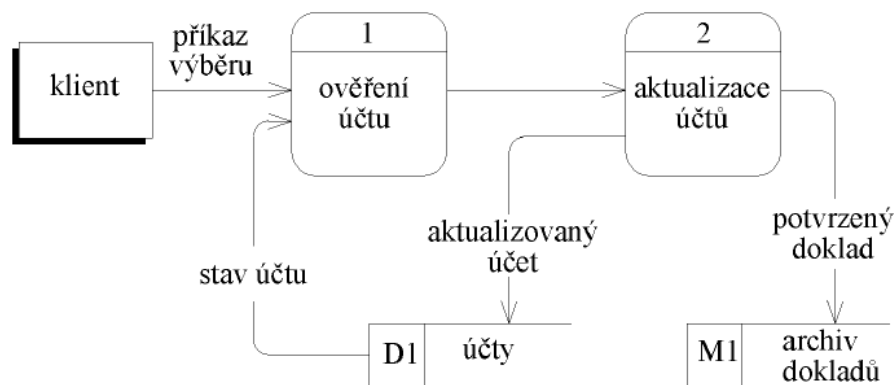 příkaz
výběru
klient
1
ověření
účtu
2
aktualizace
účtů
stav účtu
aktualizovaný
účet
potvrzený
doklad
D1
účty
M1
archiv
dokladů